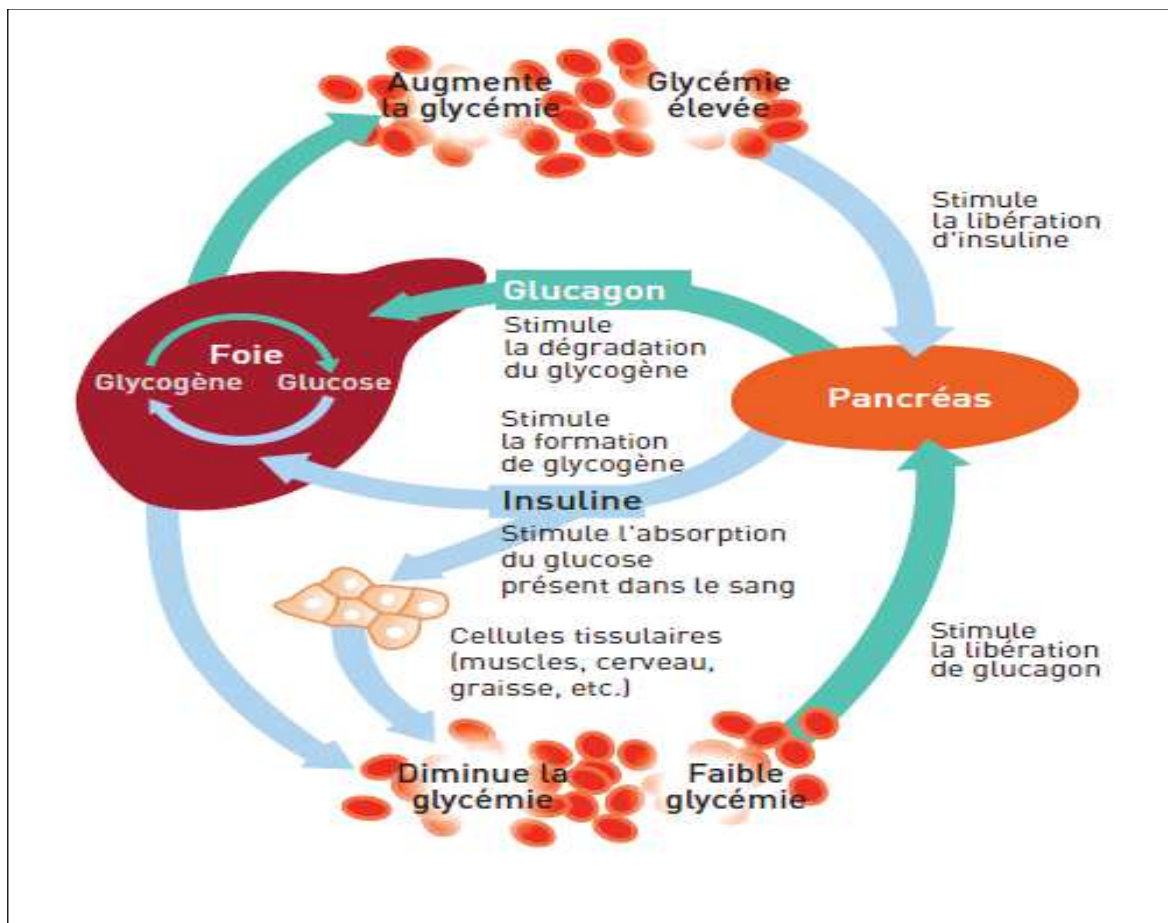 Augmente
la glycémie
Glycémie
élevée
Stimule
la libération
d'insuline
Glucagon
Stimule
la dégradation
du glycogène
Foie
Glycogène Glucose
Pancréas
Stimule
la formation
de glycogène
Insuline
Stimule l'absorption
du glucose
présent dans le sang
Cellules tissulaires
(muscles, cerveau,
graisse, etc.)
Stimule
la libération
de glucagon
Diminue la
glycémie
Faible
glycémie